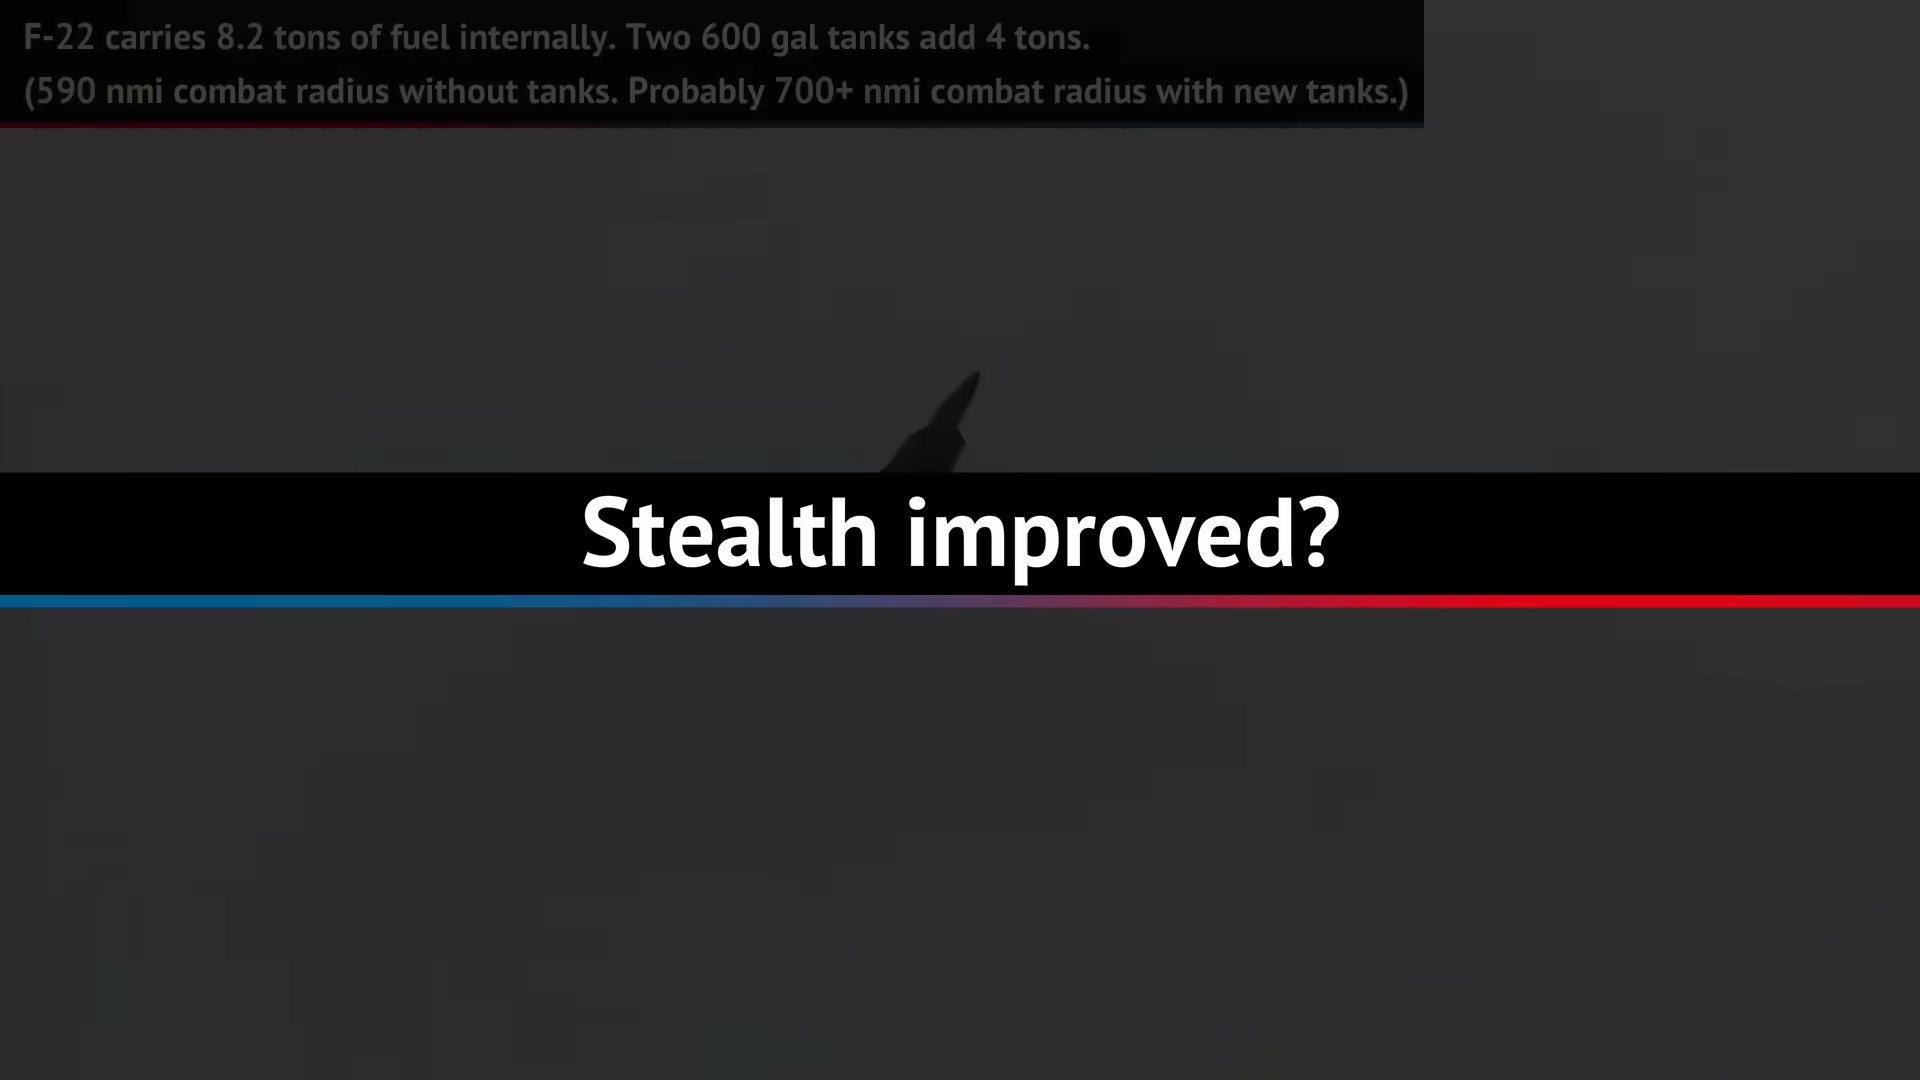 F-22 carries 8.2 tons of fuel internally. Two 600 gal tanks add 4 tons.
(590 nmi combat radius without tanks. Probably 700+ nmi combat radius with new tanks.)
Stealth improved?